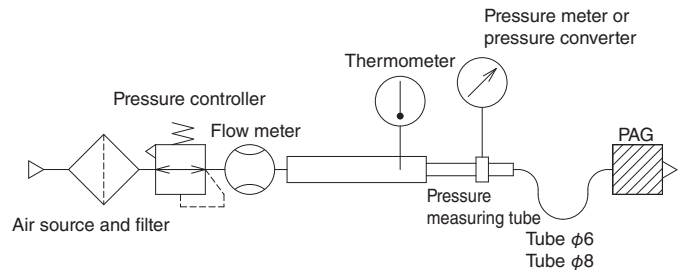 Pressure meter or
pressure converter
Thermometer
Pressure controller
Flow meter
PAG
Pressure
measuring tube
Air source and filter
Tube ϕ6
Tube ϕ8